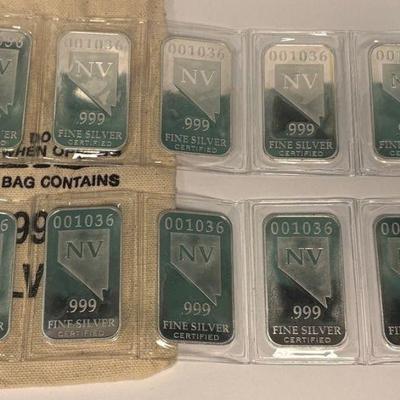 001036
NV
.999
FINE SILVER
CERTIFIED
001036
NV
.999
FINE SILVER
CERTIFIED
001036
NV
.999
FINE SILVER
CERTIFIED
DO
WHEN
BAG CONTAINS
001036
NV
.999
FINE SILVER
CERTIFIED
001036
NV
.999
FINE SILVER
CERTIFIED
001036
NV
.999
FINE SILVER
CERTIFIED